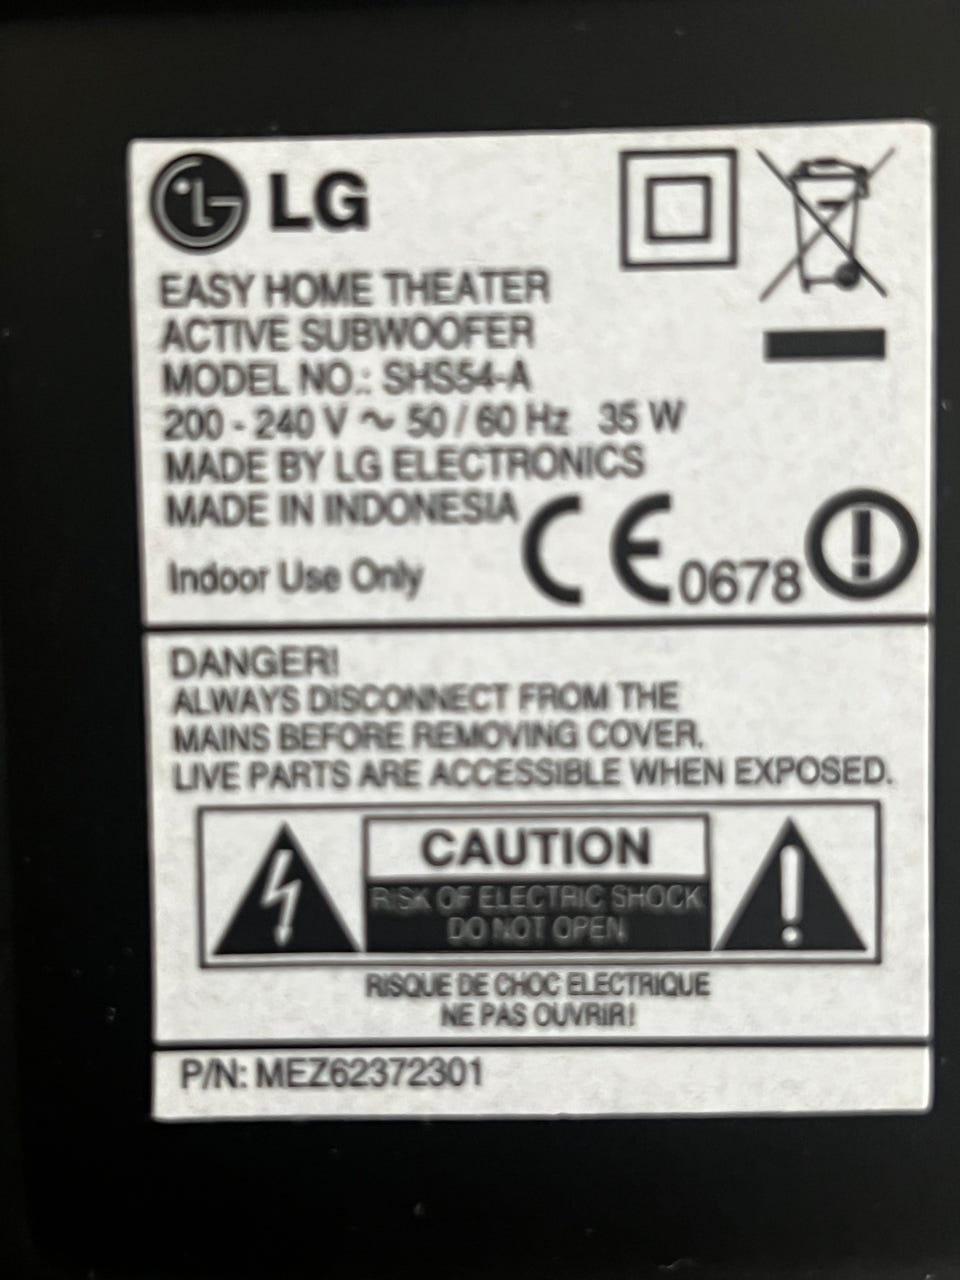 LG
EASY HOME THEATER
ACTIVE SUBWOOFER
MODEL NO.: SHS54-A
200 - 240 V ~ 50 / 60 Hz 35 W
MADE BY LG ELECTRONICS
MADE IN INDONESIA
Indoor Use Only
CE 0678
DANGER!
ALWAYS DISCONNECT FROM THE
MAINS BEFORE REMOVING COVER.
LIVE PARTS ARE ACCESSIBLE WHEN EXPOSED.
CAUTION
RISK OF ELECTRIC SHOCK
DO NOT OPEN
RISQUE DE CHOC ELECTRIQUE
NE PAS OUVRIR!
P/N: MEZ62372301